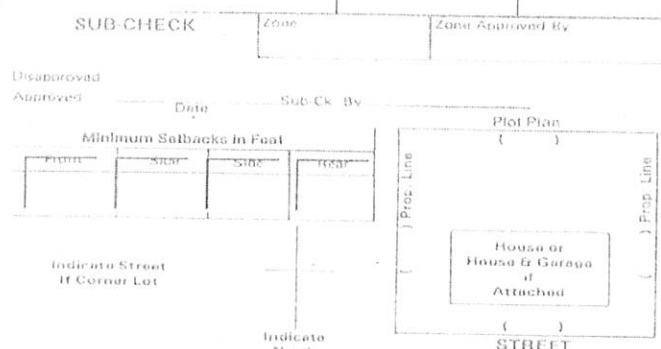 SUB-CHECK
Zone
Zone Approved By
Disapproved
Approved
Date
Sub-Ck. By
Minimum Setbacks in Feet
Front
Side
Side
Rear
Plot Plan
( )
) Prop. Line
(
) Prop. Line
(
House or
House & Garage
if
Attached
( )
STREET
Indicate Street
If Corner Lot
Indicate